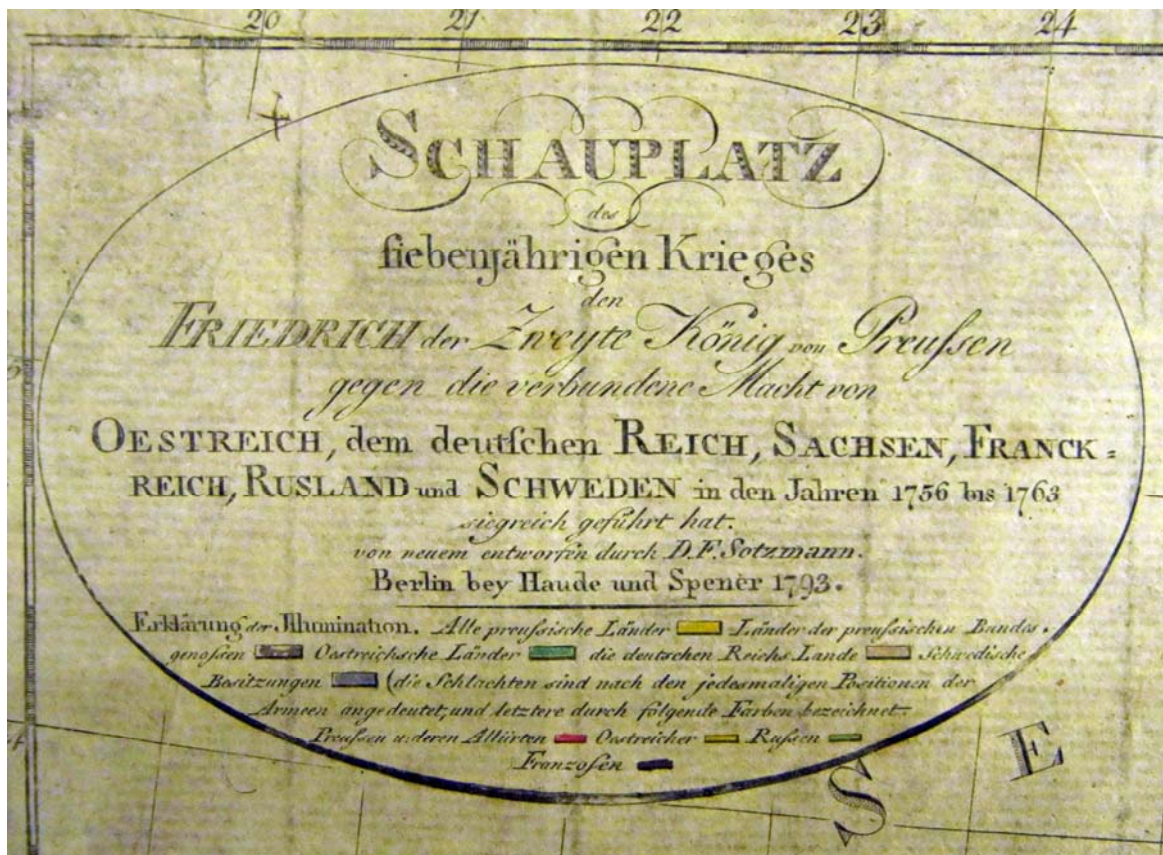 20 21 22 23 24
SCHAUPLATZ
des
ſiebenjährigen Krieges
den
FRIEDRICH der Zweyte König von Preuſsen
gegen die verbundene Macht von
OESTREICH, dem deutſchen REICH, SACHSEN, FRANCK=
REICH, RUSLAND und SCHWEDEN in den Jahren 1756 bis 1763
siegreich geführt hat.
von neuem entworfen durch D. F. Sotzmann.
Berlin bey Haude und Spener 1793.
Erklärung der Illumination. Alle preuſsische Länder Länder der preuſsischen Bundes-
genoſsen Oestreichsche Länder die deutschen Reichs Lande Schwedische
Besitzungen (die Schlachten sind nach den jedesmaligen Positionen der
Armeen angedeutet, und letztere durch folgende Farben bezeichnet.
Preuſsen u. deren Alliirten Oestreicher Ruſsen
Franzoſen
S E